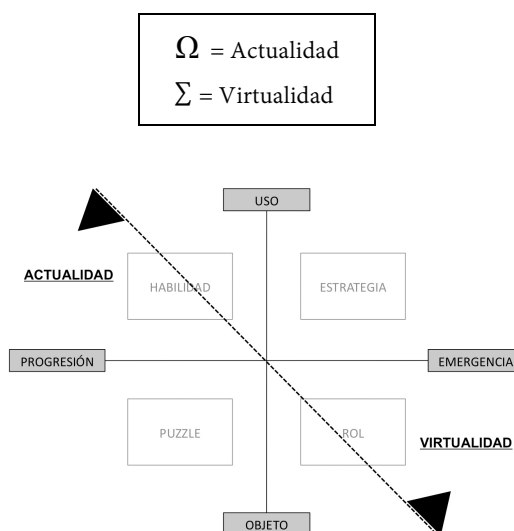 Ω = Actualidad
∑ = Virtualidad
USO
ACTUALIDAD
HABILIDAD
ESTRATEGIA
PROGRESIÓN
EMERGENCIA
PUZZLE
ROL
VIRTUALIDAD
OBJETO